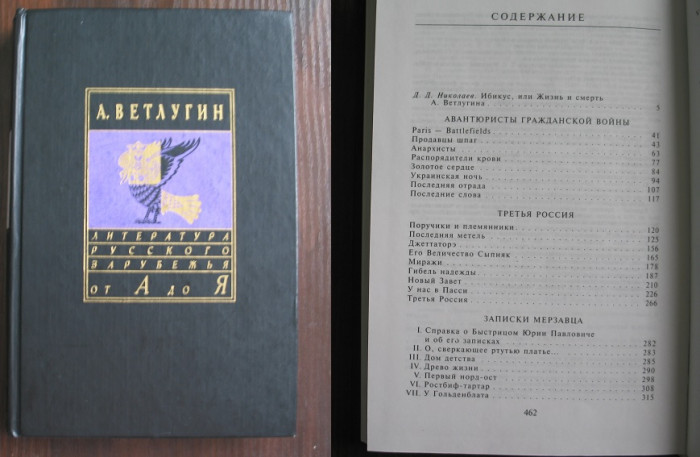 А. ВЕТЛУГИН
ЛИТЕРАТУРА
РУССКОГО
ЗАРУБЕЖЬЯ
ОТ А ДО Я
СОДЕРЖАНИЕ
Д. Д. Николаев. Ибикус, или Жизнь и смерть
А. Ветлугина 5
АВАНТЮРИСТЫ ГРАЖДАНСКОЙ ВОЙНЫ
Paris — Battlefields 41
Продавцы шпаг 43
Анархисты 63
Распорядители крови 77
Золотое сердце 84
Украинская ночь 94
Последняя отрада 107
Последние слова 117
ТРЕТЬЯ РОССИЯ
Поручики и племянники 120
Последняя метель 125
Джеттаторэ 156
Его Величество Сыпняк 165
Миражи 178
Гибель надежды 187
Новый Завет 210
У нас в Пасси 226
Третья Россия 266
ЗАПИСКИ МЕРЗАВЦА
I. Справка о Быстрицом Юрии Павловиче
и об его записках 282
II. О, сверкающее ртутью платье... 283
III. Дом детства 285
IV. Древо жизни 290
V. Первый норд-ост 298
VI. Ростбиф-тартар 308
VII. У Гольденблата 315
462